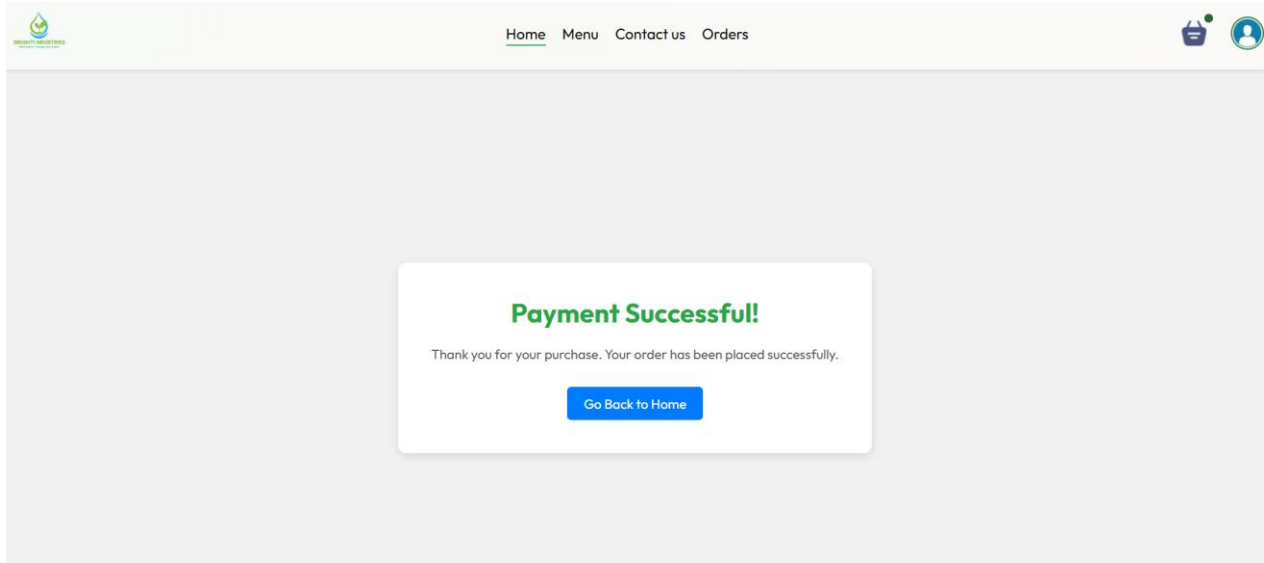 Home Menu Contact us Orders
Payment Successful!
Thank you for your purchase. Your order has been placed successfully.
Go Back to Home